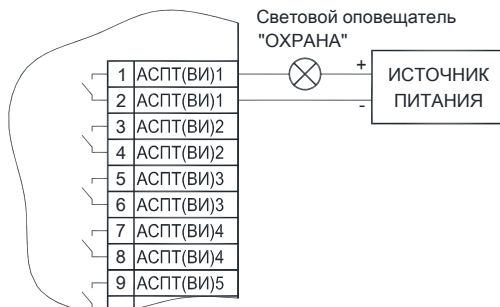 Световой оповещатель
"ОХРАНА"
+
-
ИСТОЧНИК
ПИТАНИЯ
1 АСПТ(ВИ)1
2 АСПТ(ВИ)1
3 АСПТ(ВИ)2
4 АСПТ(ВИ)2
5 АСПТ(ВИ)3
6 АСПТ(ВИ)3
7 АСПТ(ВИ)4
8 АСПТ(ВИ)4
9 АСПТ(ВИ)5